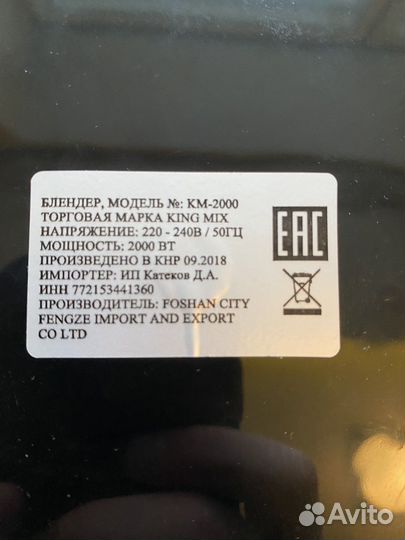 БЛЕНДЕР, МОДЕЛЬ №: KM-2000
ТОРГОВАЯ МАРКА KING MIX
НАПРЯЖЕНИЕ: 220 - 240В / 50ГЦ
МОЩНОСТЬ: 2000 ВТ
ПРОИЗВЕДЕНО В КНР 09.2018
ИМПОРТЕР: ИП Катеков Д.А.
ИНН 772153441360
ПРОИЗВОДИТЕЛЬ: FOSHAN CITY
FENGZE IMPORT AND EXPORT
CO LTD
EAC
Avito